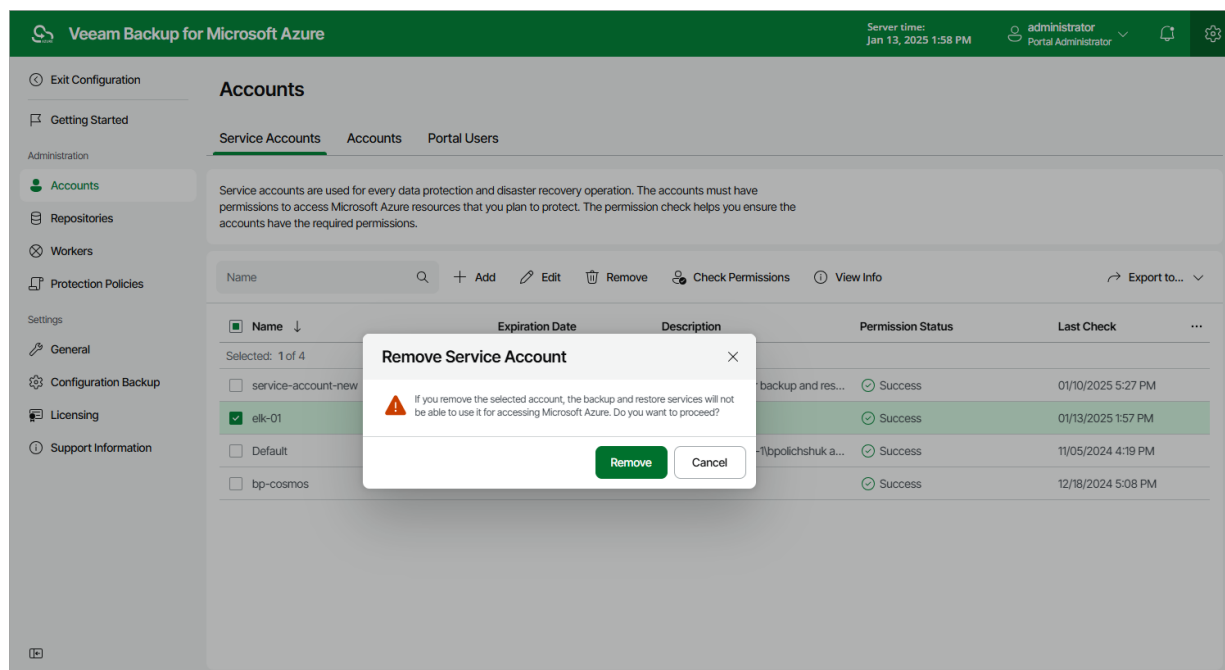 Veeam Backup for Microsoft Azure
Server time:
Jan 13, 2025 1:58 PM
administrator
Portal Administrator
Exit Configuration
Getting Started
Administration
Accounts
Repositories
Workers
Protection Policies
Settings
General
Configuration Backup
Licensing
Support Information
Accounts
Service Accounts Accounts Portal Users
Service accounts are used for every data protection and disaster recovery operation. The accounts must have
permissions to access Microsoft Azure resources that you plan to protect. The permission check helps you ensure the
accounts have the required permissions.
Name
Add Edit Remove Check Permissions View Info Export to...
Name Expiration Date Description Permission Status Last Check
Selected: 1 of 4
service-account-new backup and res... Success 01/10/2025 5:27 PM
elk-01 Success 01/13/2025 1:57 PM
Default -1\bpolichshuk a... Success 11/05/2024 4:19 PM
bp-cosmos Success 12/18/2024 5:08 PM
Remove Service Account
If you remove the selected account, the backup and restore services will not
be able to use it for accessing Microsoft Azure. Do you want to proceed?
Remove Cancel